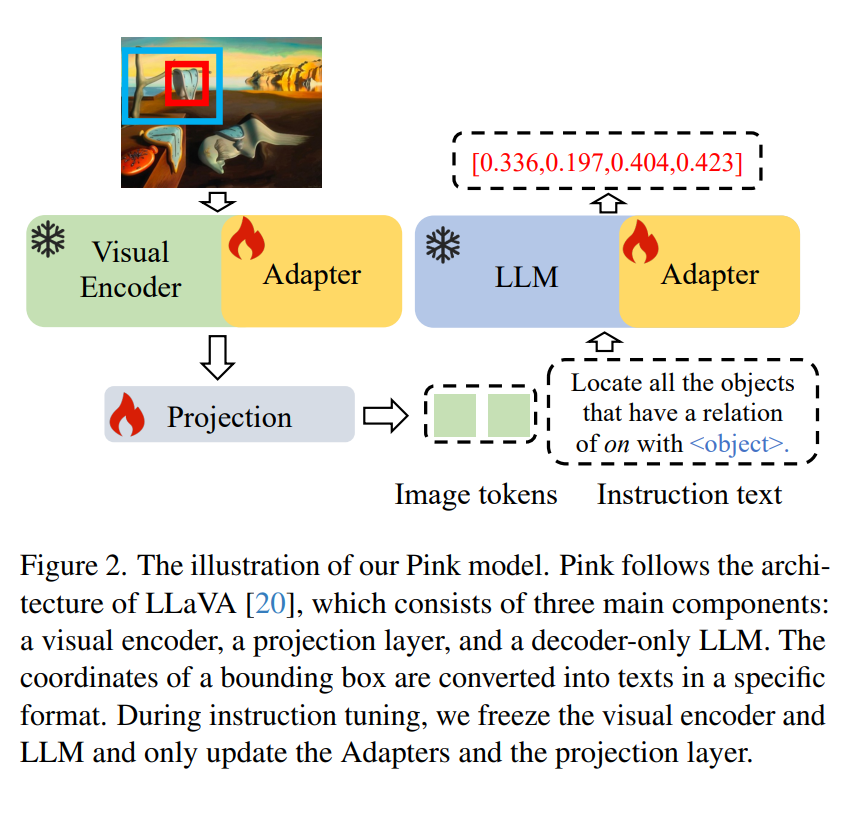 [0.336,0.197,0.404,0.423]
Visual
Encoder
Adapter
LLM
Adapter
Projection
Locate all the objects
that have a relation
of on with <object>.
Image tokens
Instruction text
Figure 2. The illustration of our Pink model. Pink follows the archi-
tecture of LLaVA [20], which consists of three main components:
a visual encoder, a projection layer, and a decoder-only LLM. The
coordinates of a bounding box are converted into texts in a specific
format. During instruction tuning, we freeze the visual encoder and
LLM and only update the Adapters and the projection layer.